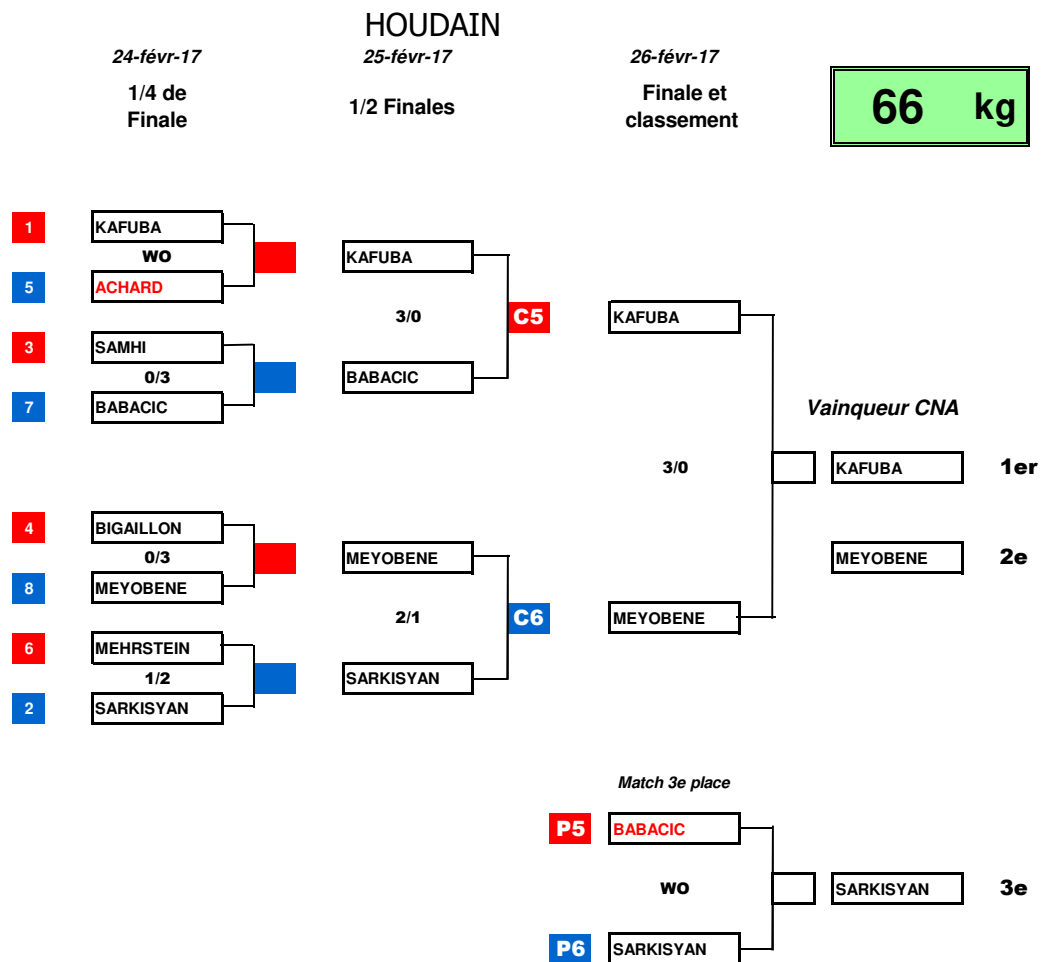 HOUDAIN
24-févr-17 25-févr-17 26-févr-17
1/4 de Finale
1/2 Finales
Finale et classement
66 kg
1 KAFUBA
WO
5 ACHARD
KAFUBA
3/0
C5
KAFUBA
3 SAMHI
0/3
7 BABACIC
BABACIC
Vainqueur CNA
3/0
KAFUBA 1er
4 BIGAILLON
0/3
8 MEYOBENE
MEYOBENE
MEYOBENE 2e
2/1
C6
MEYOBENE
6 MEHRSTEIN
1/2
2 SARKISYAN
SARKISYAN
Match 3e place
P5 BABACIC
WO
SARKISYAN 3e
P6 SARKISYAN